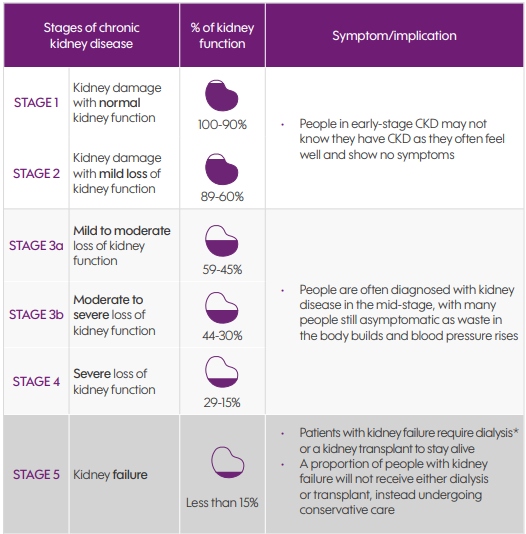 Stages of chronic
kidney disease
% of kidney
function
Symptom/implication
STAGE 1
Kidney damage
with normal
kidney function
100-90%
STAGE 2
Kidney damage
with mild loss of
kidney function
89-60%
• People in early-stage CKD may not
know they have CKD as they often feel
well and show no symptoms
STAGE 3a
Mild to moderate
loss of kidney
function
59-45%
STAGE 3b
Moderate to
severe loss of
kidney function
44-30%
STAGE 4
Severe loss of
kidney function
29-15%
• People are often diagnosed with kidney
disease in the mid-stage, with many
people still asymptomatic as waste in
the body builds and blood pressure rises
STAGE 5
Kidney failure
Less than 15%
• Patients with kidney failure require dialysis*
or a kidney transplant to stay alive
• A proportion of people with kidney
failure will not receive either dialysis
or transplant, instead undergoing
conservative care